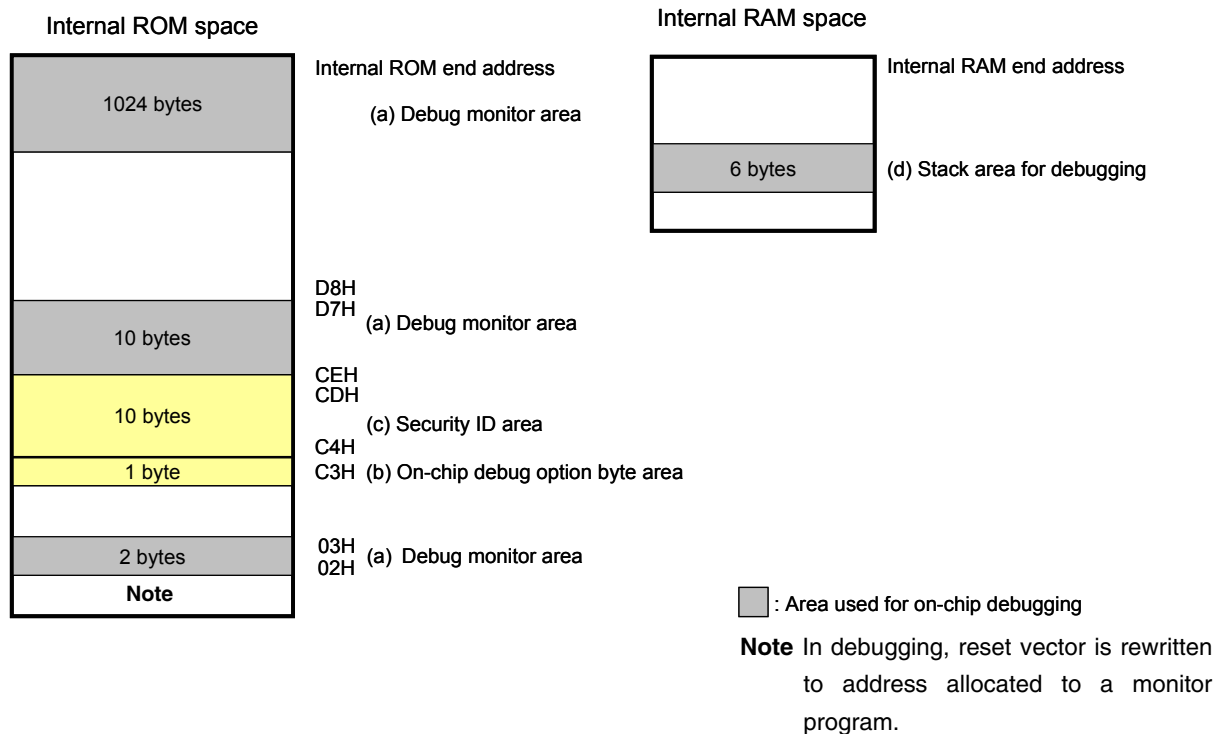 Internal ROM space
1024 bytes
Internal ROM end address
(a) Debug monitor area
D8H
D7H
(a) Debug monitor area
10 bytes
CEH
CDH
10 bytes
(c) Security ID area
C4H
1 byte
C3H (b) On-chip debug option byte area
03H
2 bytes
(a) Debug monitor area
02H
Note
Internal RAM space
Internal RAM end address
6 bytes
(d) Stack area for debugging
: Area used for on-chip debugging
Note In debugging, reset vector is rewritten
to address allocated to a monitor
program.